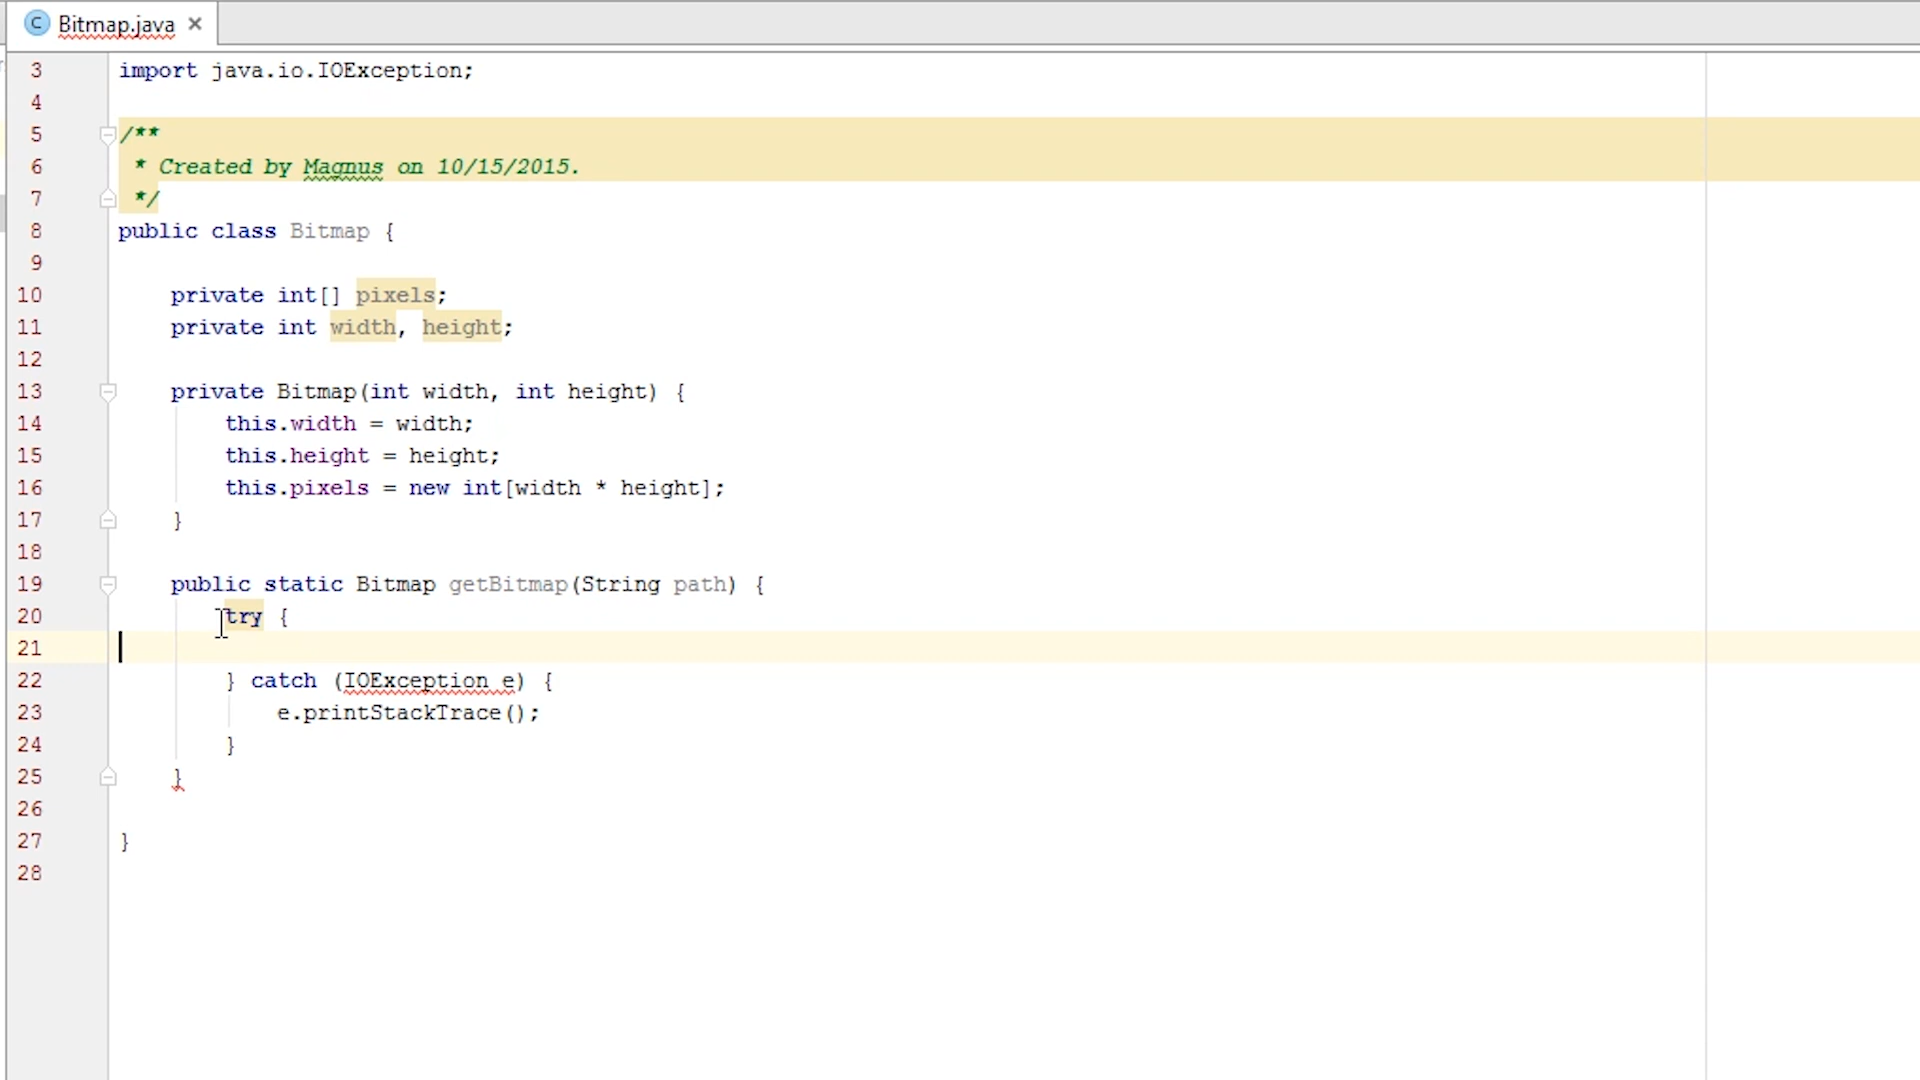 C Bitmap.java ×
3 import java.io.IOException;
4
5 /**
6 * Created by Magnus on 10/15/2015.
7 */
8 public class Bitmap {
9
10 private int[] pixels;
11 private int width, height;
12
13 private Bitmap(int width, int height) {
14 this.width = width;
15 this.height = height;
16 this.pixels = new int[width * height];
17 }
18
19 public static Bitmap getBitmap(String path) {
20 try {
21
22 } catch (IOException e) {
23 e.printStackTrace();
24 }
25 }
26
27 }
28